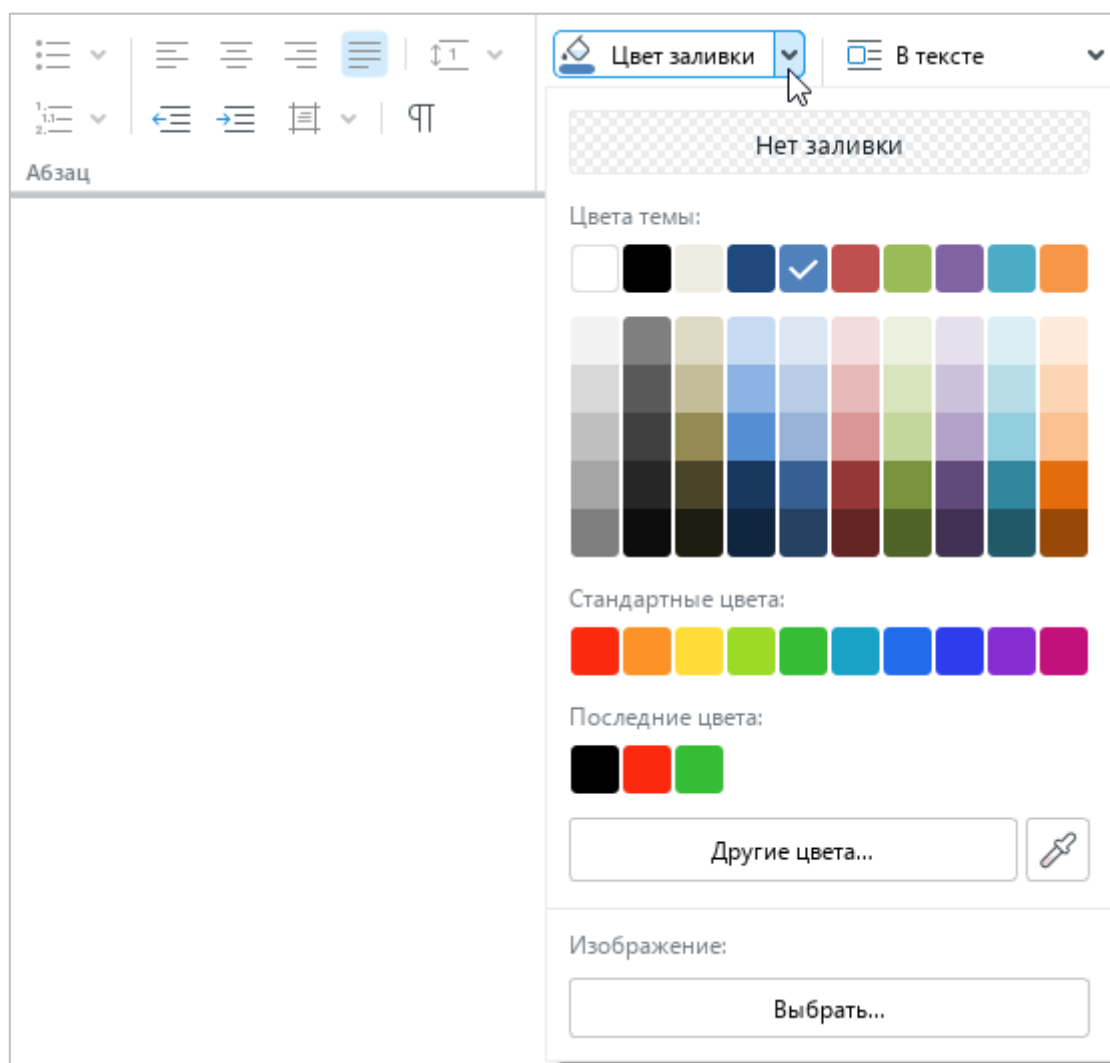 Цвет заливки
В тексте
Абзац
Нет заливки
Цвета темы:
Стандартные цвета:
Последние цвета:
Другие цвета...
Изображение:
Выбрать...